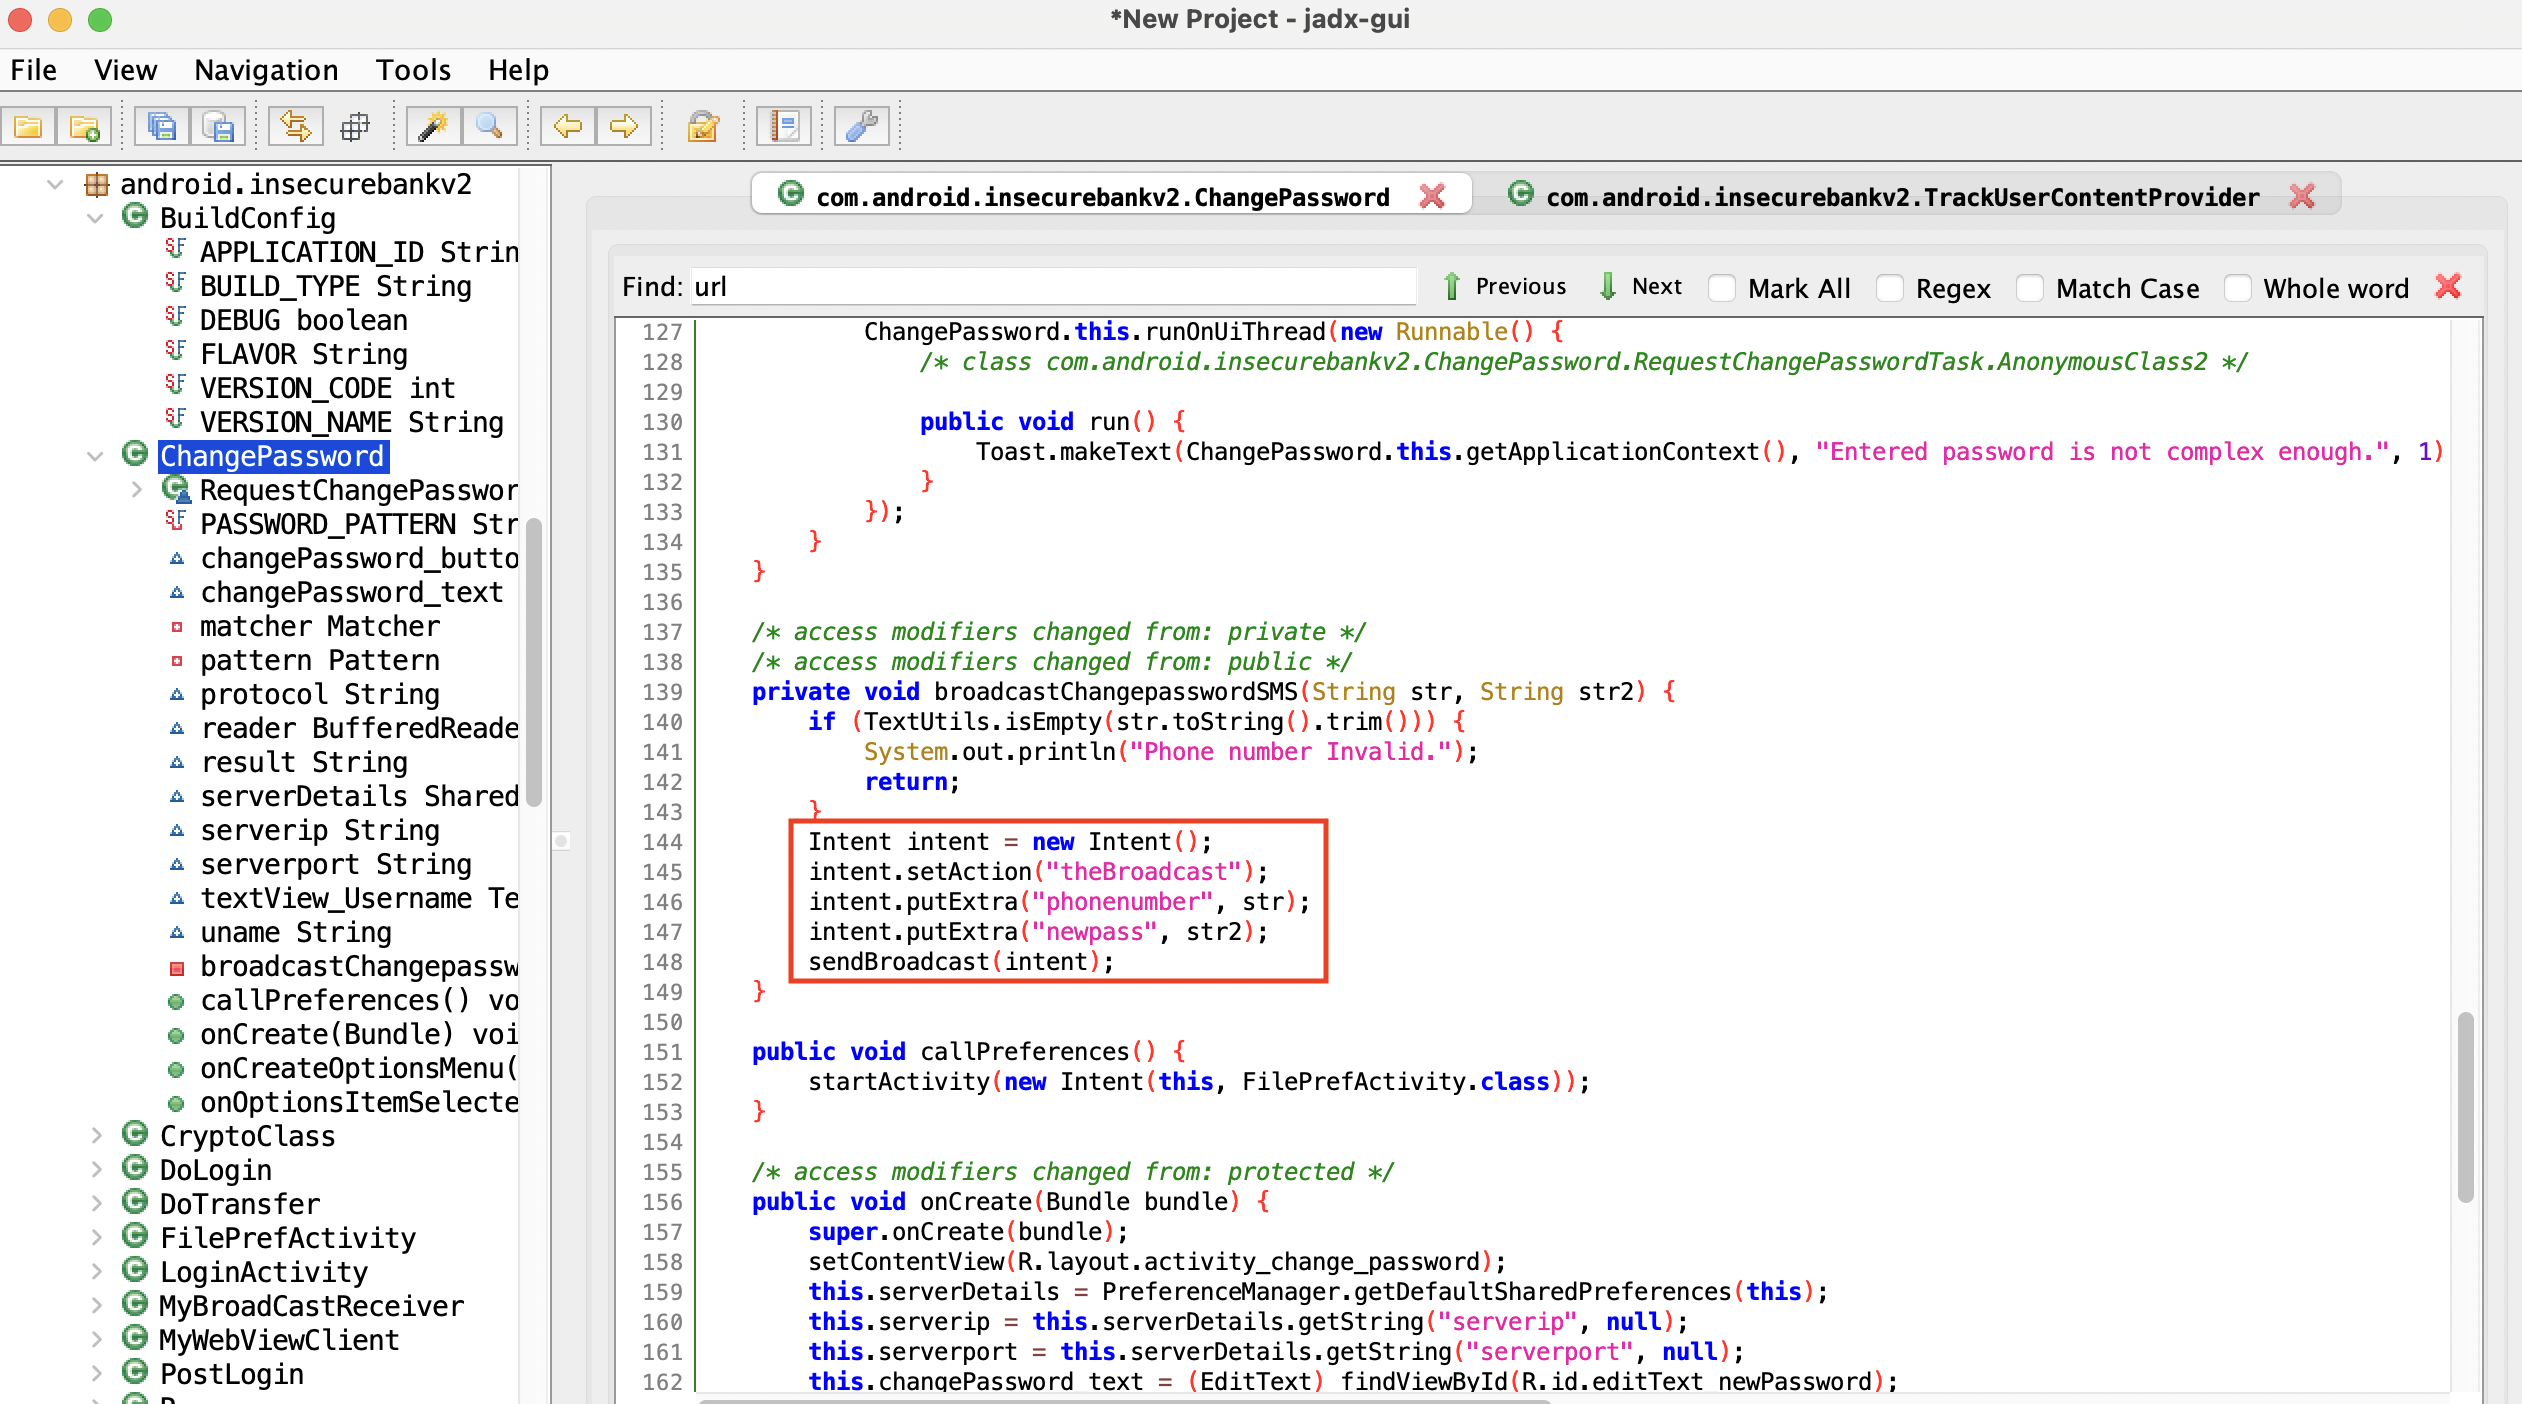 *New Project - jadx-gui
File View Navigation Tools Help
android.insecurebankv2
BuildConfig
APPLICATION_ID Strin
BUILD_TYPE String
DEBUG boolean
FLAVOR String
VERSION_CODE int
VERSION_NAME String
ChangePassword
RequestChangePasswor
PASSWORD_PATTERN Str
changePassword_butto
changePassword_text
matcher Matcher
pattern Pattern
protocol String
reader BufferedReade
result String
serverDetails Shared
serverip String
serverport String
textView_Username Te
uname String
broadcastChangepassw
callPreferences() vo
onCreate(Bundle) voi
onCreateOptionsMenu(
onOptionsItemSelecte
CryptoClass
DoLogin
DoTransfer
FilePrefActivity
LoginActivity
MyBroadCastReceiver
MyWebViewClient
PostLogin
com.android.insecurebankv2.ChangePassword com.android.insecurebankv2.TrackUserContentProvider
Find: url Previous Next Mark All Regex Match Case Whole word
127 ChangePassword.this.runOnUiThread(new Runnable() {
128 /* class com.android.insecurebankv2.ChangePassword.RequestChangePasswordTask.AnonymousClass2 */
129
130 public void run() {
131 Toast.makeText(ChangePassword.this.getApplicationContext(), "Entered password is not complex enough.", 1)
132 }
133 });
134 }
135 }
136
137 /* access modifiers changed from: private */
138 /* access modifiers changed from: public */
139 private void broadcastChangepasswordSMS(String str, String str2) {
140 if (TextUtils.isEmpty(str.toString().trim())) {
141 System.out.println("Phone number Invalid.");
142 return;
143 }
144 Intent intent = new Intent();
145 intent.setAction("theBroadcast");
146 intent.putExtra("phonenumber", str);
147 intent.putExtra("newpass", str2);
148 sendBroadcast(intent);
149 }
150
151 public void callPreferences() {
152 startActivity(new Intent(this, FilePrefActivity.class));
153 }
154
155 /* access modifiers changed from: protected */
156 public void onCreate(Bundle bundle) {
157 super.onCreate(bundle);
158 setContentView(R.layout.activity_change_password);
159 this.serverDetails = PreferenceManager.getDefaultSharedPreferences(this);
160 this.serverip = this.serverDetails.getString("serverip", null);
161 this.serverport = this.serverDetails.getString("serverport", null);
162 this.changePassword_text = (EditText) findViewById(R.id.editText_newPassword);